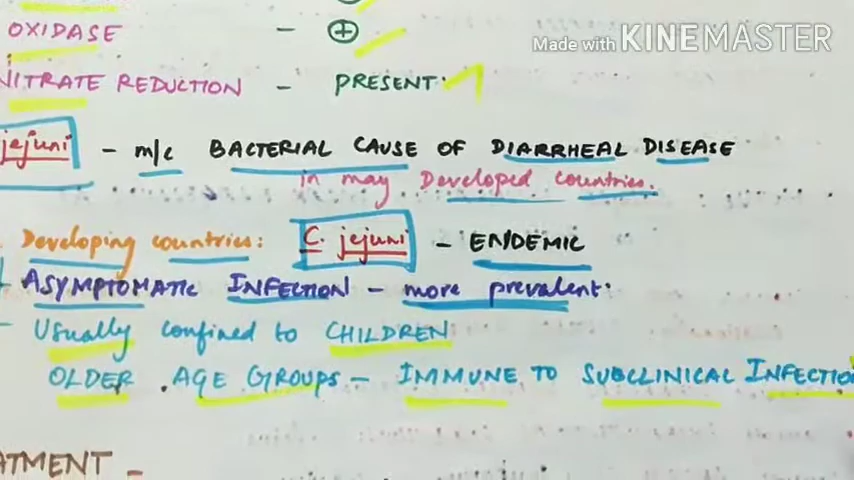 OXIDASE - +
Made with KINEMASTER
NITRATE REDUCTION - PRESENT.
jejuni - m/c BACTERIAL CAUSE OF DIARRHEAL DISEASE
in may Developed countries.
Developing countries: C. jejuni - ENDEMIC
ASYMPTOMATIC INFECTION - more prevalent.
- Usually confined to CHILDREN
OLDER AGE GROUPS - IMMUNE TO SUBCLINICAL INFECTIO
ATMENT -